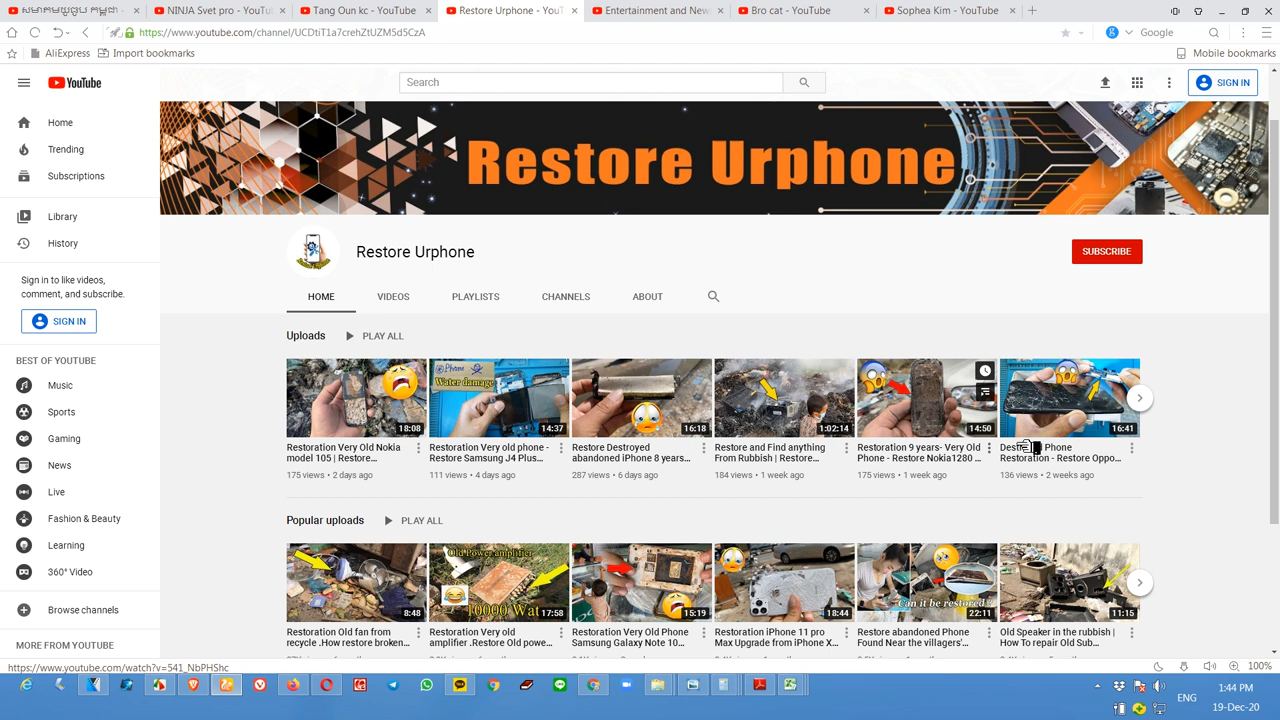 NINJA Svet pro - YouTu
Tang Oun kc - YouTube
Restore Urphone - YouT
Entertainment and New
Bro cat - YouTube
Sophea Kim - YouTube
https://www.youtube.com/channel/UCDtiT1a7crehZtUZM5d5CzA
Google
AliExpress
Import bookmarks
Mobile bookmarks
YouTube
Search
SIGN IN
Home
Trending
Subscriptions
Library
History
Sign in to like videos,
comment, and subscribe.
SIGN IN
BEST OF YOUTUBE
Music
Sports
Gaming
News
Live
Fashion & Beauty
Learning
360° Video
Browse channels
MORE FROM YOUTUBE
Restore Urphone
Restore Urphone
SUBSCRIBE
HOME
VIDEOS
PLAYLISTS
CHANNELS
ABOUT
Uploads
PLAY ALL
18:08
Restoration Very Old Nokia
model 105 | Restore...
175 views • 2 days ago
Phone
Water damage
14:37
Restoration Very old phone -
Restore Samsung J4 Plus...
111 views • 4 days ago
16:18
Restore Destroyed
abandoned iPhone 8 years...
287 views • 6 days ago
1:02:14
Restore and Find anything
From Rubbish | Restore...
184 views • 1 week ago
14:50
Restoration 9 years- Very Old
Phone - Restore Nokia1280 ...
175 views • 1 week ago
16:41
Phone
Restoration - Restore Oppo...
136 views • 2 weeks ago
Popular uploads
PLAY ALL
8:48
Restoration Old fan from
recycle .How restore broken...
Old Power amplifier
10000 Wat
17:58
Restoration Very old
amplifier .Restore Old powe...
15:19
Restoration Very Old Phone
Samsung Galaxy Note 10...
18:44
Restoration iPhone 11 pro
Max Upgrade from iPhone X...
Can it be restored?
22:11
Restore abandoned Phone
Found Near the villagers'...
11:15
Old Speaker in the rubbish |
How To repair Old Sub...
https://www.youtube.com/watch?v=541_NbPHShc
100%
ENG
1:44 PM
19-Dec-20